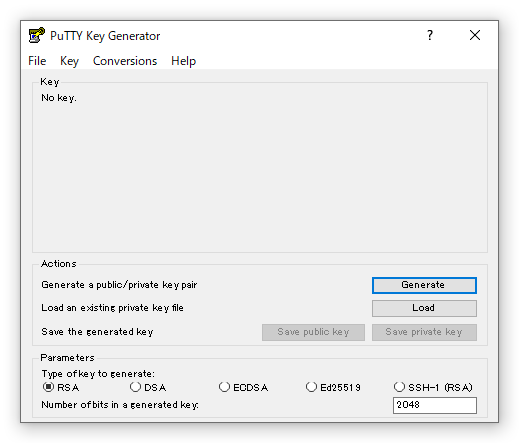 PuTTY Key Generator ?
File Key Conversions Help
Key
No key.
Actions
Generate a public/private key pair Generate
Load an existing private key file Load
Save the generated key Save public key Save private key
Parameters
Type of key to generate:
RSA DSA ECDSA Ed25519 SSH-1 (RSA)
Number of bits in a generated key: 2048